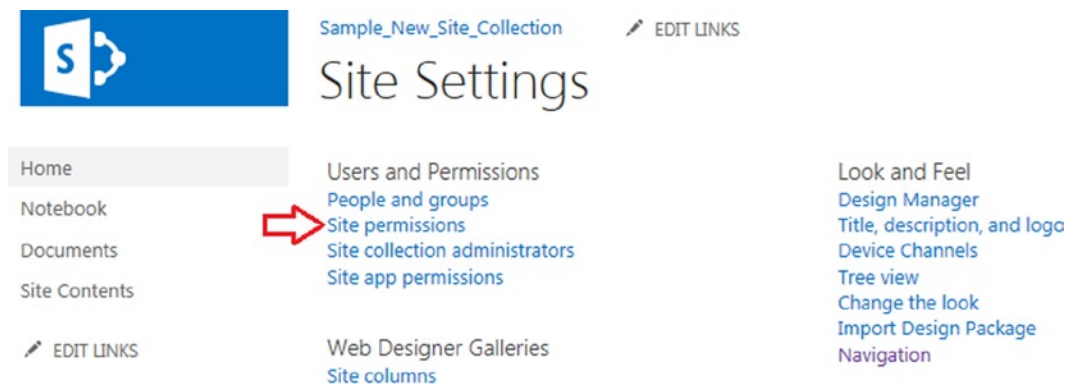 S
Sample_New_Site_Collection EDIT LINKS
Site Settings
Home
Notebook
Documents
Site Contents
EDIT LINKS
Users and Permissions
People and groups
Site permissions
Site collection administrators
Site app permissions
Web Designer Galleries
Site columns
Look and Feel
Design Manager
Title, description, and logo
Device Channels
Tree view
Change the look
Import Design Package
Navigation